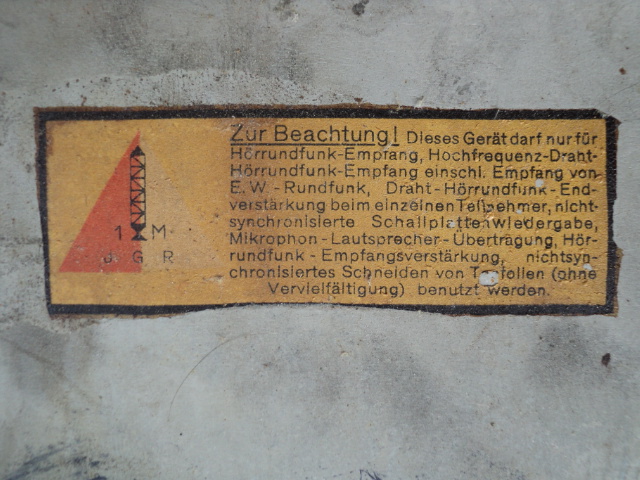 1 M
J G R
Zur Beachtung! Dieses Gerät darf nur für
Hörrundfunk-Empfang, Hochfrequenz-Draht-
Hörrundfunk-Empfang einschl. Empfang von
E.W.-Rundfunk, Draht-Hörrundfunk-End-
verstärkung beim einzelnen Teilnehmer, nicht-
synchronisierte Schallplattenwiedergabe,
Mikrophon-Lautsprecher-Übertragung, Hör-
rundfunk-Empfangsverstärkung, nichtsyn-
chronisiertes Schneiden von Tonfolien (ohne
Vervielfältigung) benutzt werden.